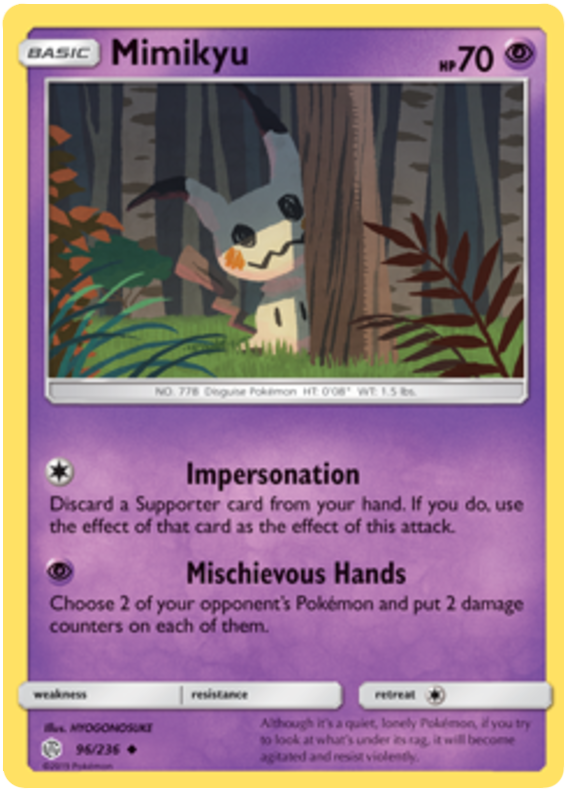 BASIC Mimikyu HP 70
NO. 778 Disguise Pokémon HT: 0'08" WT: 1.5 lbs.
Impersonation
Discard a Supporter card from your hand. If you do, use
the effect of that card as the effect of this attack.
Mischievous Hands
Choose 2 of your opponent's Pokémon and put 2 damage
counters on each of them.
weakness resistance retreat
Illus. HYOGONOSUKE
96/236
©2019 Pokémon
Although it's a quiet, lonely Pokémon, if you try
to look at what's under its rag, it will become
agitated and resist violently.